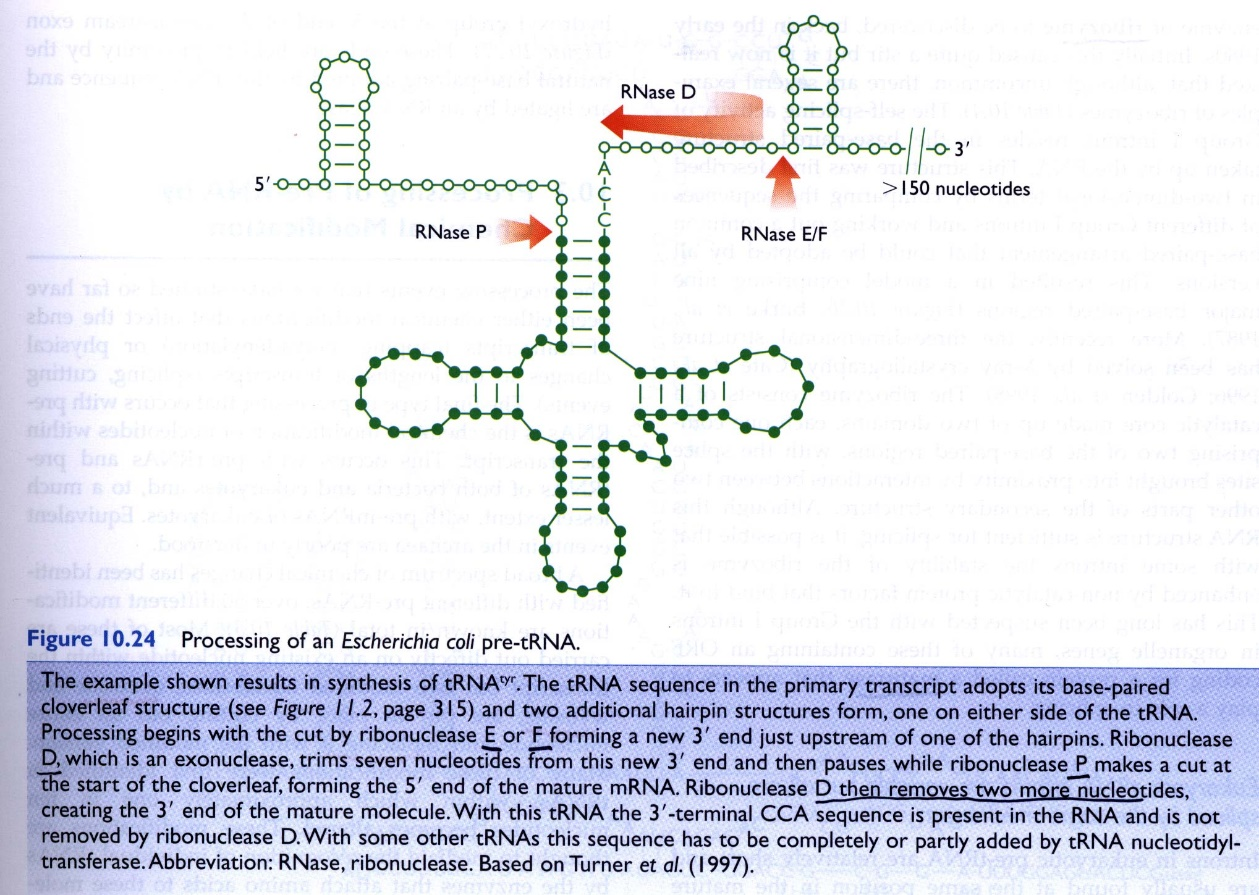 RNase D
3′
>150 nucleotides
5′
A
C
C
RNase P
RNase E/F
Figure 10.24 Processing of an Escherichia coli pre-tRNA.
The example shown results in synthesis of tRNAᵗʸʳ. The tRNA sequence in the primary transcript adopts its base-paired
cloverleaf structure (see Figure 11.2, page 315) and two additional hairpin structures form, one on either side of the tRNA.
Processing begins with the cut by ribonuclease E or F forming a new 3′ end just upstream of one of the hairpins. Ribonuclease
D, which is an exonuclease, trims seven nucleotides from this new 3′ end and then pauses while ribonuclease P makes a cut at
the start of the cloverleaf, forming the 5′ end of the mature mRNA. Ribonuclease D then removes two more nucleotides,
creating the 3′ end of the mature molecule. With this tRNA the 3′-terminal CCA sequence is present in the RNA and is not
removed by ribonuclease D. With some other tRNAs this sequence has to be completely or partly added by tRNA nucleotidyl-
transferase. Abbreviation: RNase, ribonuclease. Based on Turner et al. (1997).